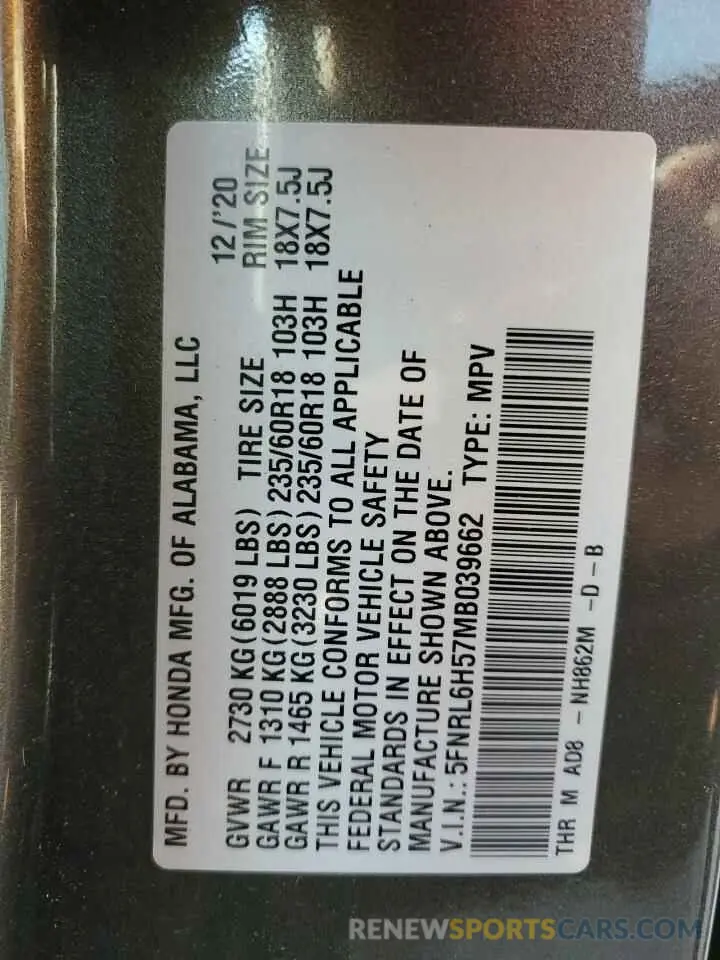 MFD. BY HONDA MFG. OF ALABAMA, LLC
12/'20
GVWR 2730 KG(6019 LBS) TIRE SIZE RIM SIZE
GAWR F 1310 KG(2888 LBS)235/60R18 103H 18X7.5J
GAWR R 1465 KG(3230 LBS)235/60R18 103H 18X7.5J
THIS VEHICLE CONFORMS TO ALL APPLICABLE
FEDERAL MOTOR VEHICLE SAFETY
STANDARDS IN EFFECT ON THE DATE OF
MANUFACTURE SHOWN ABOVE.
V.I.N.: 5FNRL6H57MB039662 TYPE: MPV
THR M AD8 - NH862M -D-B
RENEWSPORTSCARS.COM